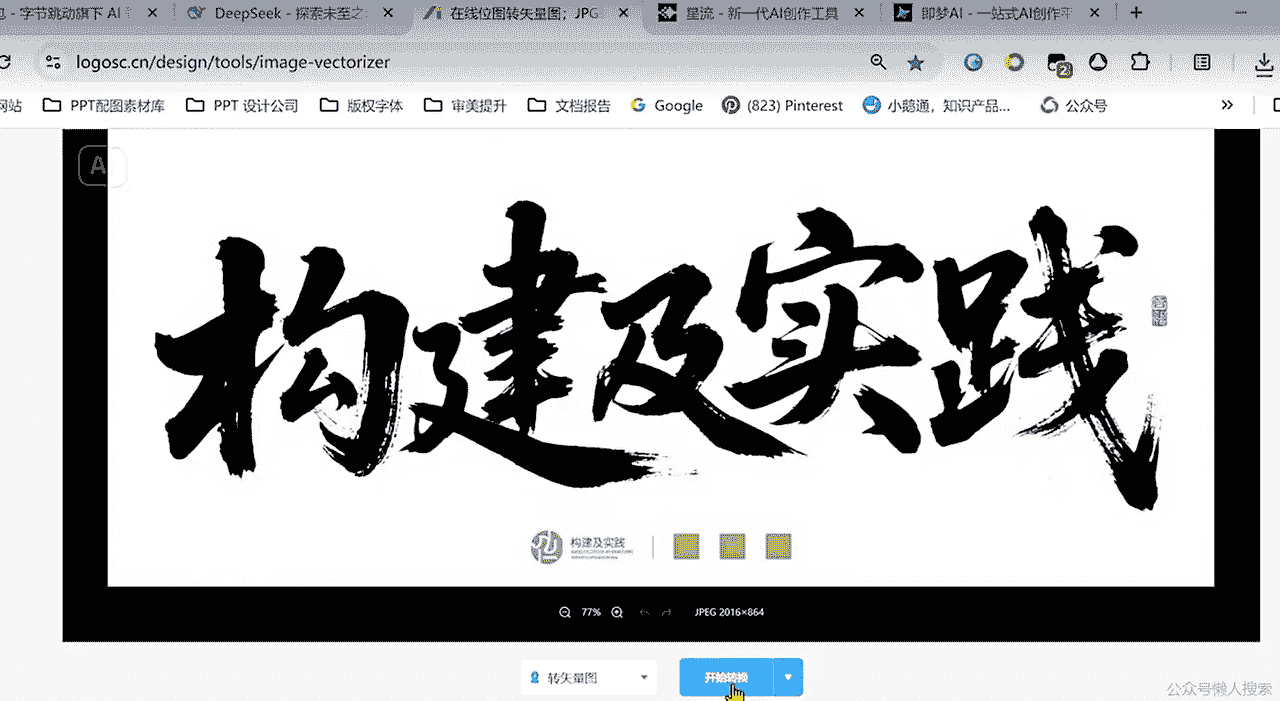 包 - 字节跳动旗下 AI
DeepSeek - 探索未至之
在线位图转矢量图；JPG
星流 - 新一代AI创作工具
即梦AI - 一站式AI创作平
logosc.cn/design/tools/image-vectorizer
2
网站
PPT配图素材库
PPT 设计公司
版权字体
审美提升
文档报告
Google
(823) Pinterest
小鹅通，知识产品...
公众号
A
构建及实践
构建及实践
77%
JPEG 2016×864
转矢量图
开始转换
公众号懒人搜索